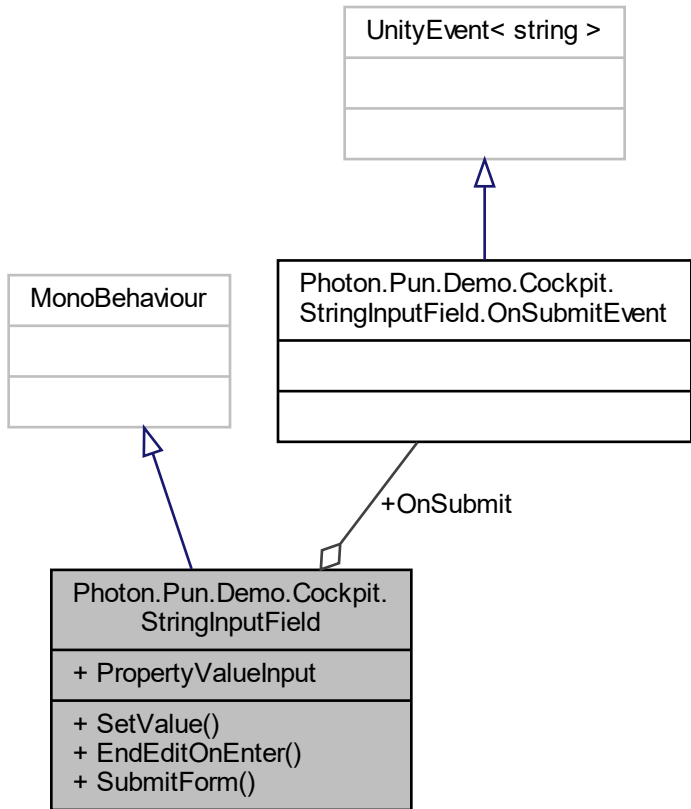 UnityEvent< string >
MonoBehaviour
Photon.Pun.Demo.Cockpit.
StringInputField.OnSubmitEvent
+OnSubmit
Photon.Pun.Demo.Cockpit.
StringInputField
+ PropertyValueInput
+ SetValue()
+ EndEditOnEnter()
+ SubmitForm()